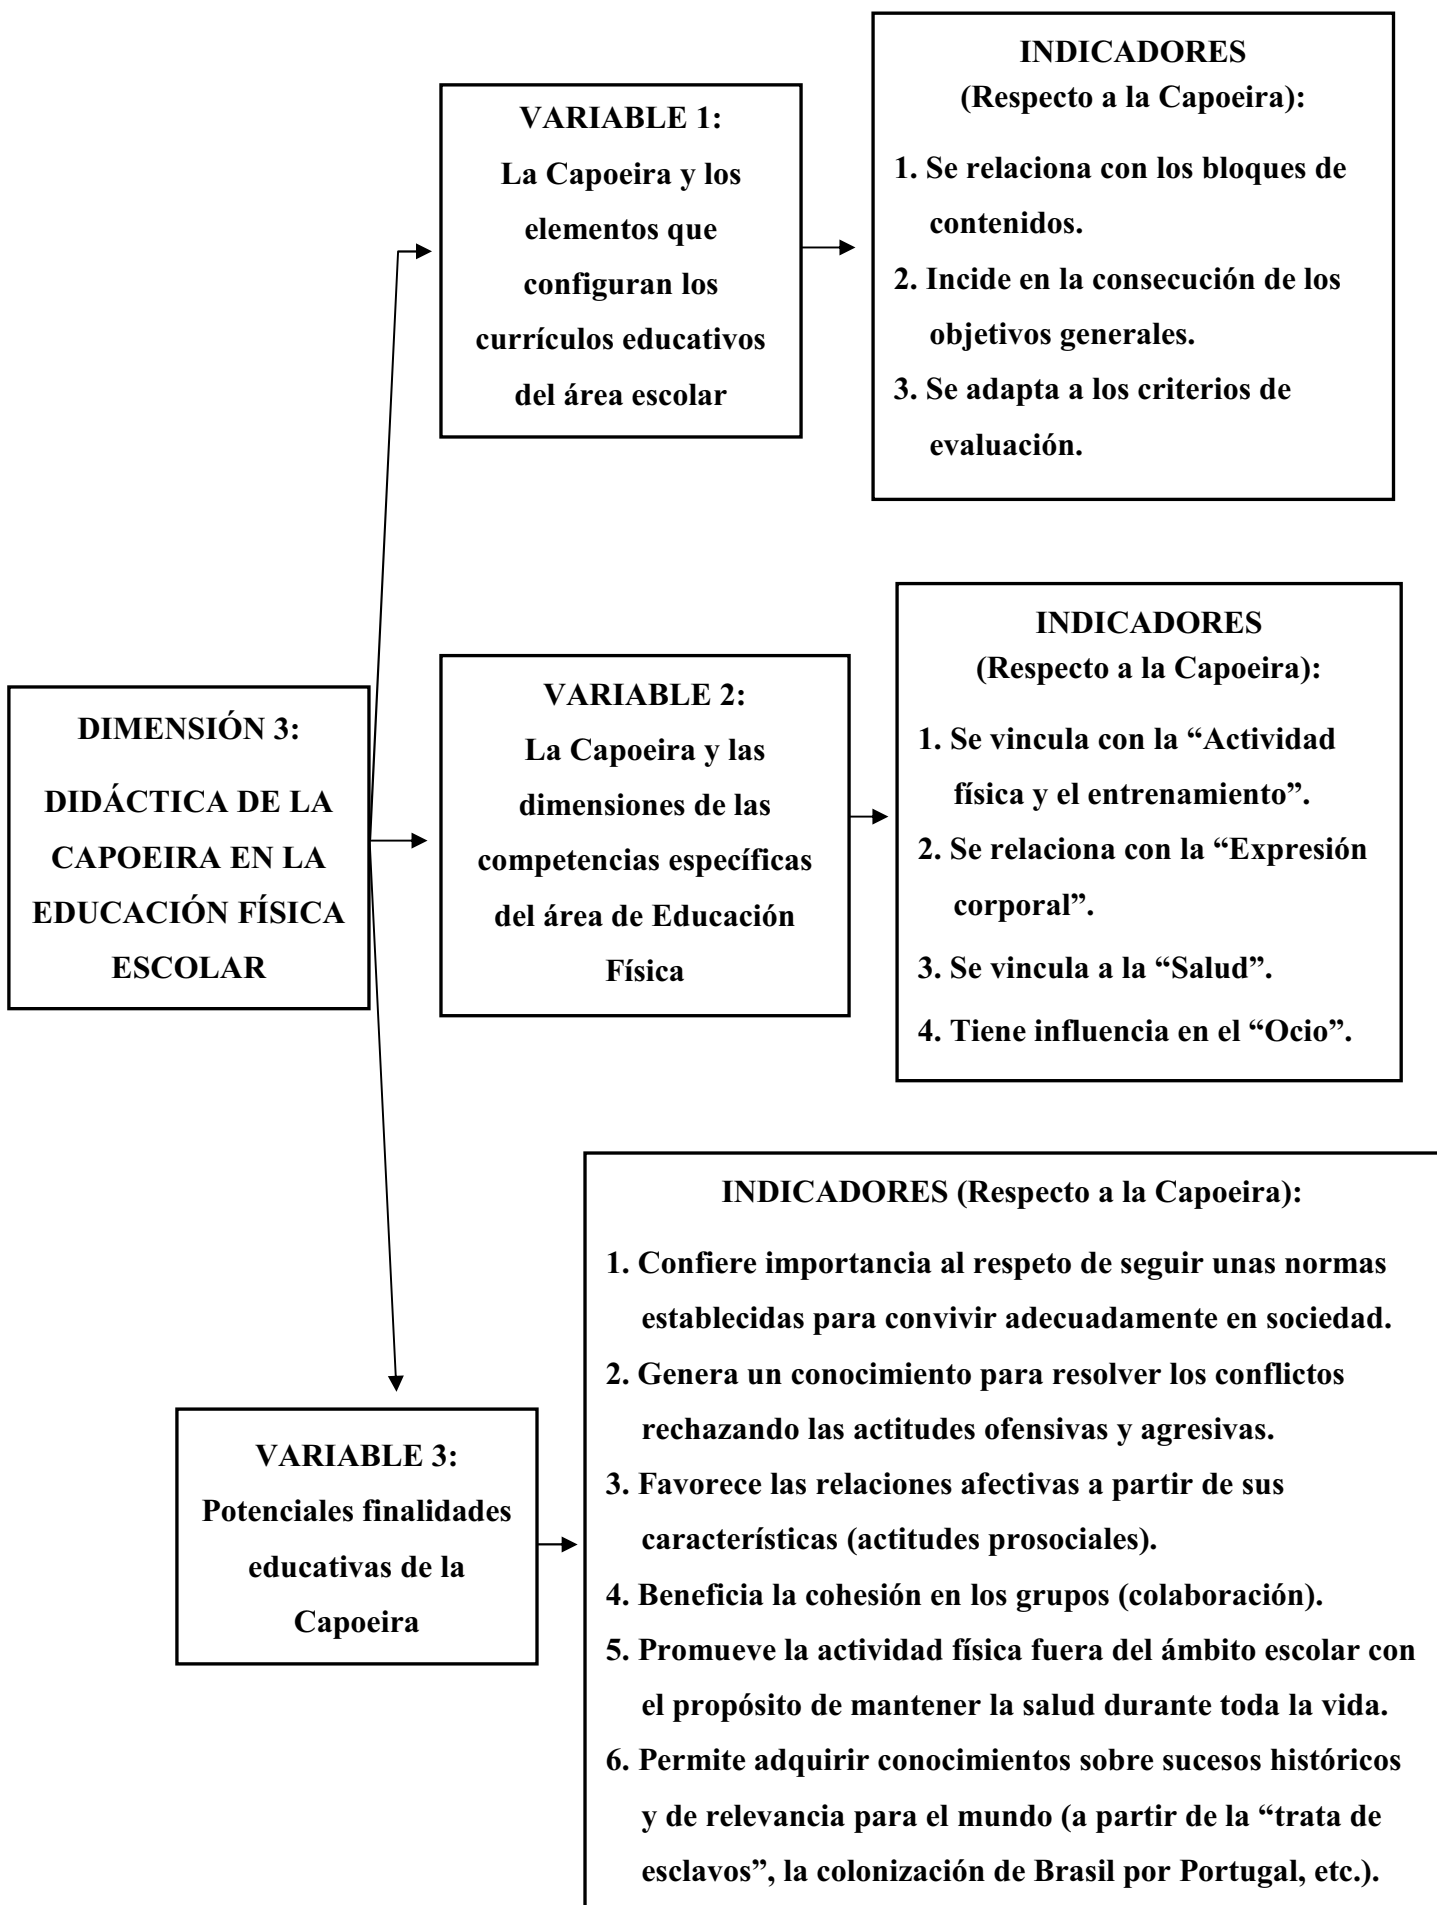 DIMENSIÓN 3:
DIDÁCTICA DE LA
CAPOEIRA EN LA
EDUCACIÓN FÍSICA
ESCOLAR
VARIABLE 1:
La Capoeira y los
elementos que
configuran los
currículos educativos
del área escolar
INDICADORES
(Respecto a la Capoeira):
1. Se relaciona con los bloques de
contenidos.
2. Incide en la consecución de los
objetivos generales.
3. Se adapta a los criterios de
evaluación.
VARIABLE 2:
La Capoeira y las
dimensiones de las
competencias específicas
del área de Educación
Física
INDICADORES
(Respecto a la Capoeira):
1. Se vincula con la “Actividad
física y el entrenamiento”.
2. Se relaciona con la “Expresión
corporal”.
3. Se vincula a la “Salud”.
4. Tiene influencia en el “Ocio”.
VARIABLE 3:
Potenciales finalidades
educativas de la
Capoeira
INDICADORES (Respecto a la Capoeira):
1. Confiere importancia al respeto de seguir unas normas
establecidas para convivir adecuadamente en sociedad.
2. Genera un conocimiento para resolver los conflictos
rechazando las actitudes ofensivas y agresivas.
3. Favorece las relaciones afectivas a partir de sus
características (actitudes prosociales).
4. Beneficia la cohesión en los grupos (colaboración).
5. Promueve la actividad física fuera del ámbito escolar con
el propósito de mantener la salud durante toda la vida.
6. Permite adquirir conocimientos sobre sucesos históricos
y de relevancia para el mundo (a partir de la “trata de
esclavos”, la colonización de Brasil por Portugal, etc.).